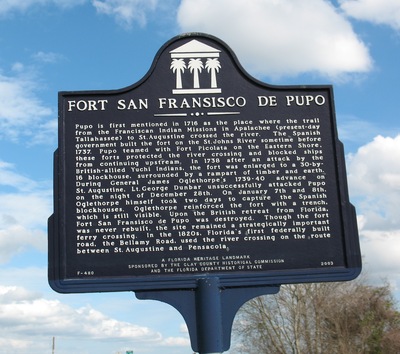 FORT SAN FRANSISCO DE PUPO
Pupo is first mentioned in 1716 as the place where the trail
from the Franciscan Indian Missions in Apalachee (present-day
Tallahassee) to St. Augustine crossed the river. The Spanish
government built the fort on the St. Johns River sometime before
1737. Pupo teamed with Fort Picolata on the Eastern Shore,
these forts protected the river crossing and blocked ships
from continuing upstream. In 1738 after an attack by the
British-allied Yuchi Indians, the fort was enlarged to a 30-by-
16 blockhouse, surrounded by a rampart of timber and earth.
During General James Oglethorpe's 1739-40 advance on
St. Augustine, Lt. George Dunbar unsuccessfully attacked Pupo
on the night of December 28th. On January 7th and 8th,
Oglethorpe himself took two days to capture the Spanish
blockhouses. Oglethorpe reinforced the fort with a trench,
which is still visible. Upon the British retreat from Florida,
Fort San Fransisco de Pupo was destroyed. Though the fort
was never rebuilt, the site remained a strategically important
ferry crossing. In the 1820s, Florida's first federally built
road, the Bellamy Road, used the river crossing on the route
between St. Augustine and Pensacola.
A FLORIDA HERITAGE LANDMARK
SPONSORED BY THE CLAY COUNTY HISTORICAL COMMISSION
F-480 AND THE FLORIDA DEPARTMENT OF STATE 2003